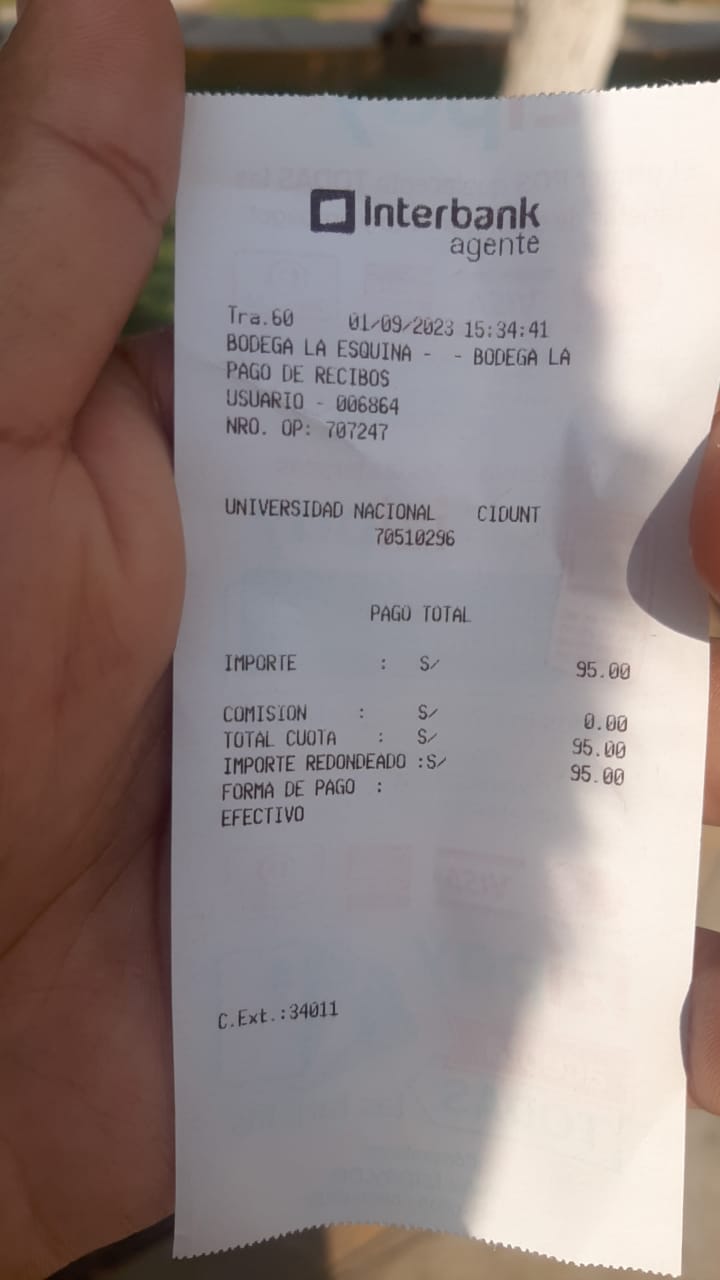 Interbank
agente
Tra.60 01/09/2023 15:34:41
BODEGA LA ESQUINA - - BODEGA LA
PAGO DE RECIBOS
USUARIO - 006864
NRO. OP: 707247
UNIVERSIDAD NACIONAL CIDUNT
70510296
PAGO TOTAL
IMPORTE : S/ 95.00
COMISION : S/ 0.00
TOTAL CUOTA : S/ 95.00
IMPORTE REDONDEADO :S/ 95.00
FORMA DE PAGO :
EFECTIVO
C.Ext.:34011